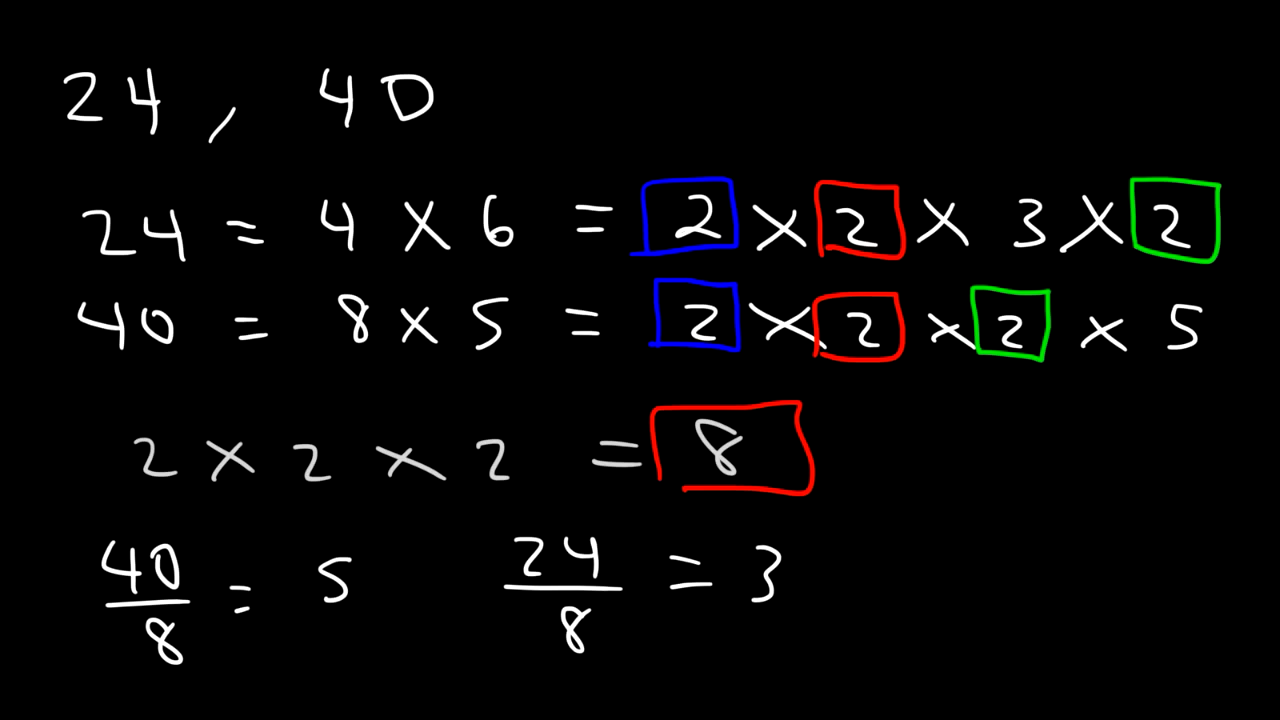 24, 40
24 = 4 × 6 = 2 × 2 × 3 × 2
40 = 8 × 5 = 2 × 2 × 2 × 5
2 × 2 × 2 = 8
40/8 = 5 24/8 = 3